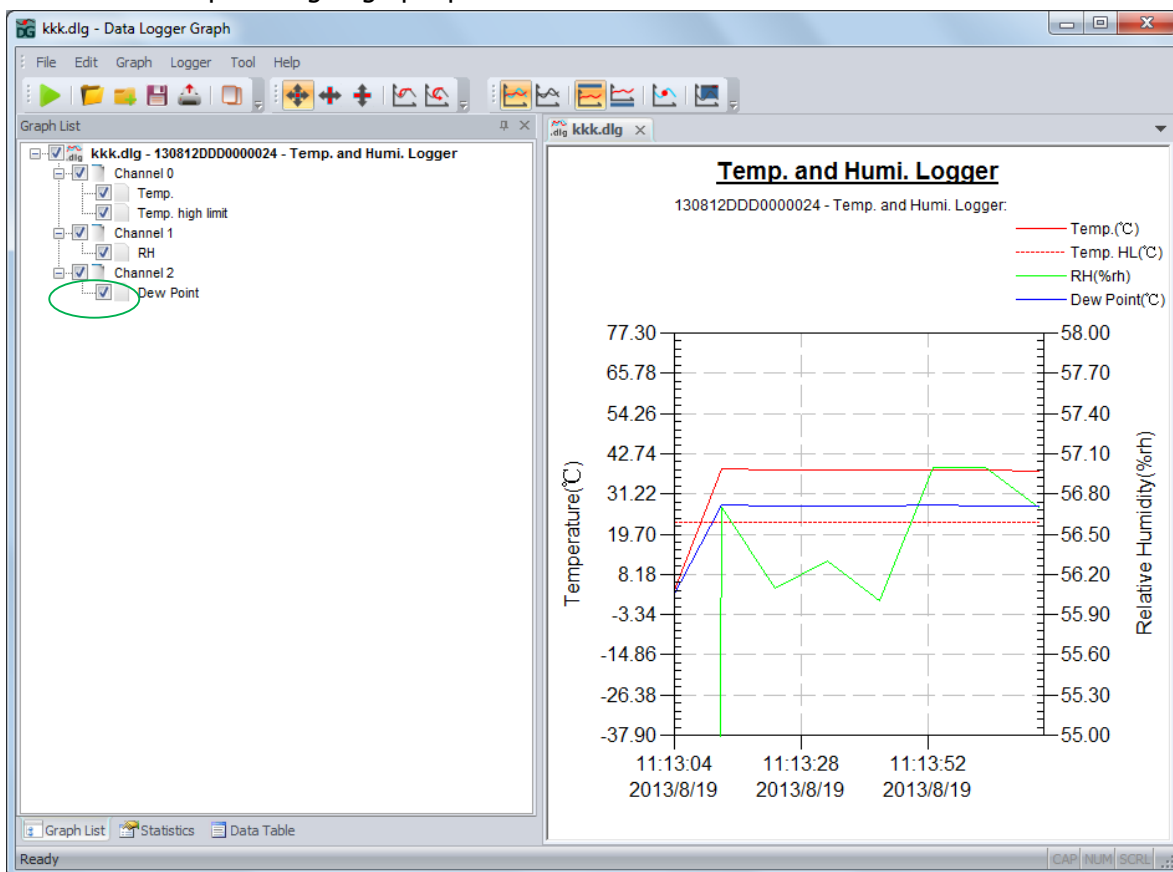 kkk.dlg - Data Logger Graph
File Edit Graph Logger Tool Help
Graph List
kkk.dlg - 130812DDD0000024 - Temp. and Humi. Logger
Channel 0
Temp.
Temp. high limit
Channel 1
RH
Channel 2
Dew Point
Graph List Statistics Data Table
Ready
kkk.dlg
Temp. and Humi. Logger
130812DDD0000024 - Temp. and Humi. Logger:
Temp.(℃)
Temp. HL(℃)
RH(%rh)
Dew Point(℃)
77.30 58.00
65.78 57.70
54.26 57.40
42.74 57.10
31.22 56.80
19.70 56.50
8.18 56.20
-3.34 55.90
-14.86 55.60
-26.38 55.30
-37.90 55.00
Temperature(℃)
Relative Humidity(%rh)
11:13:04 11:13:28 11:13:52
2013/8/19 2013/8/19 2013/8/19
CAP NUM SCRL